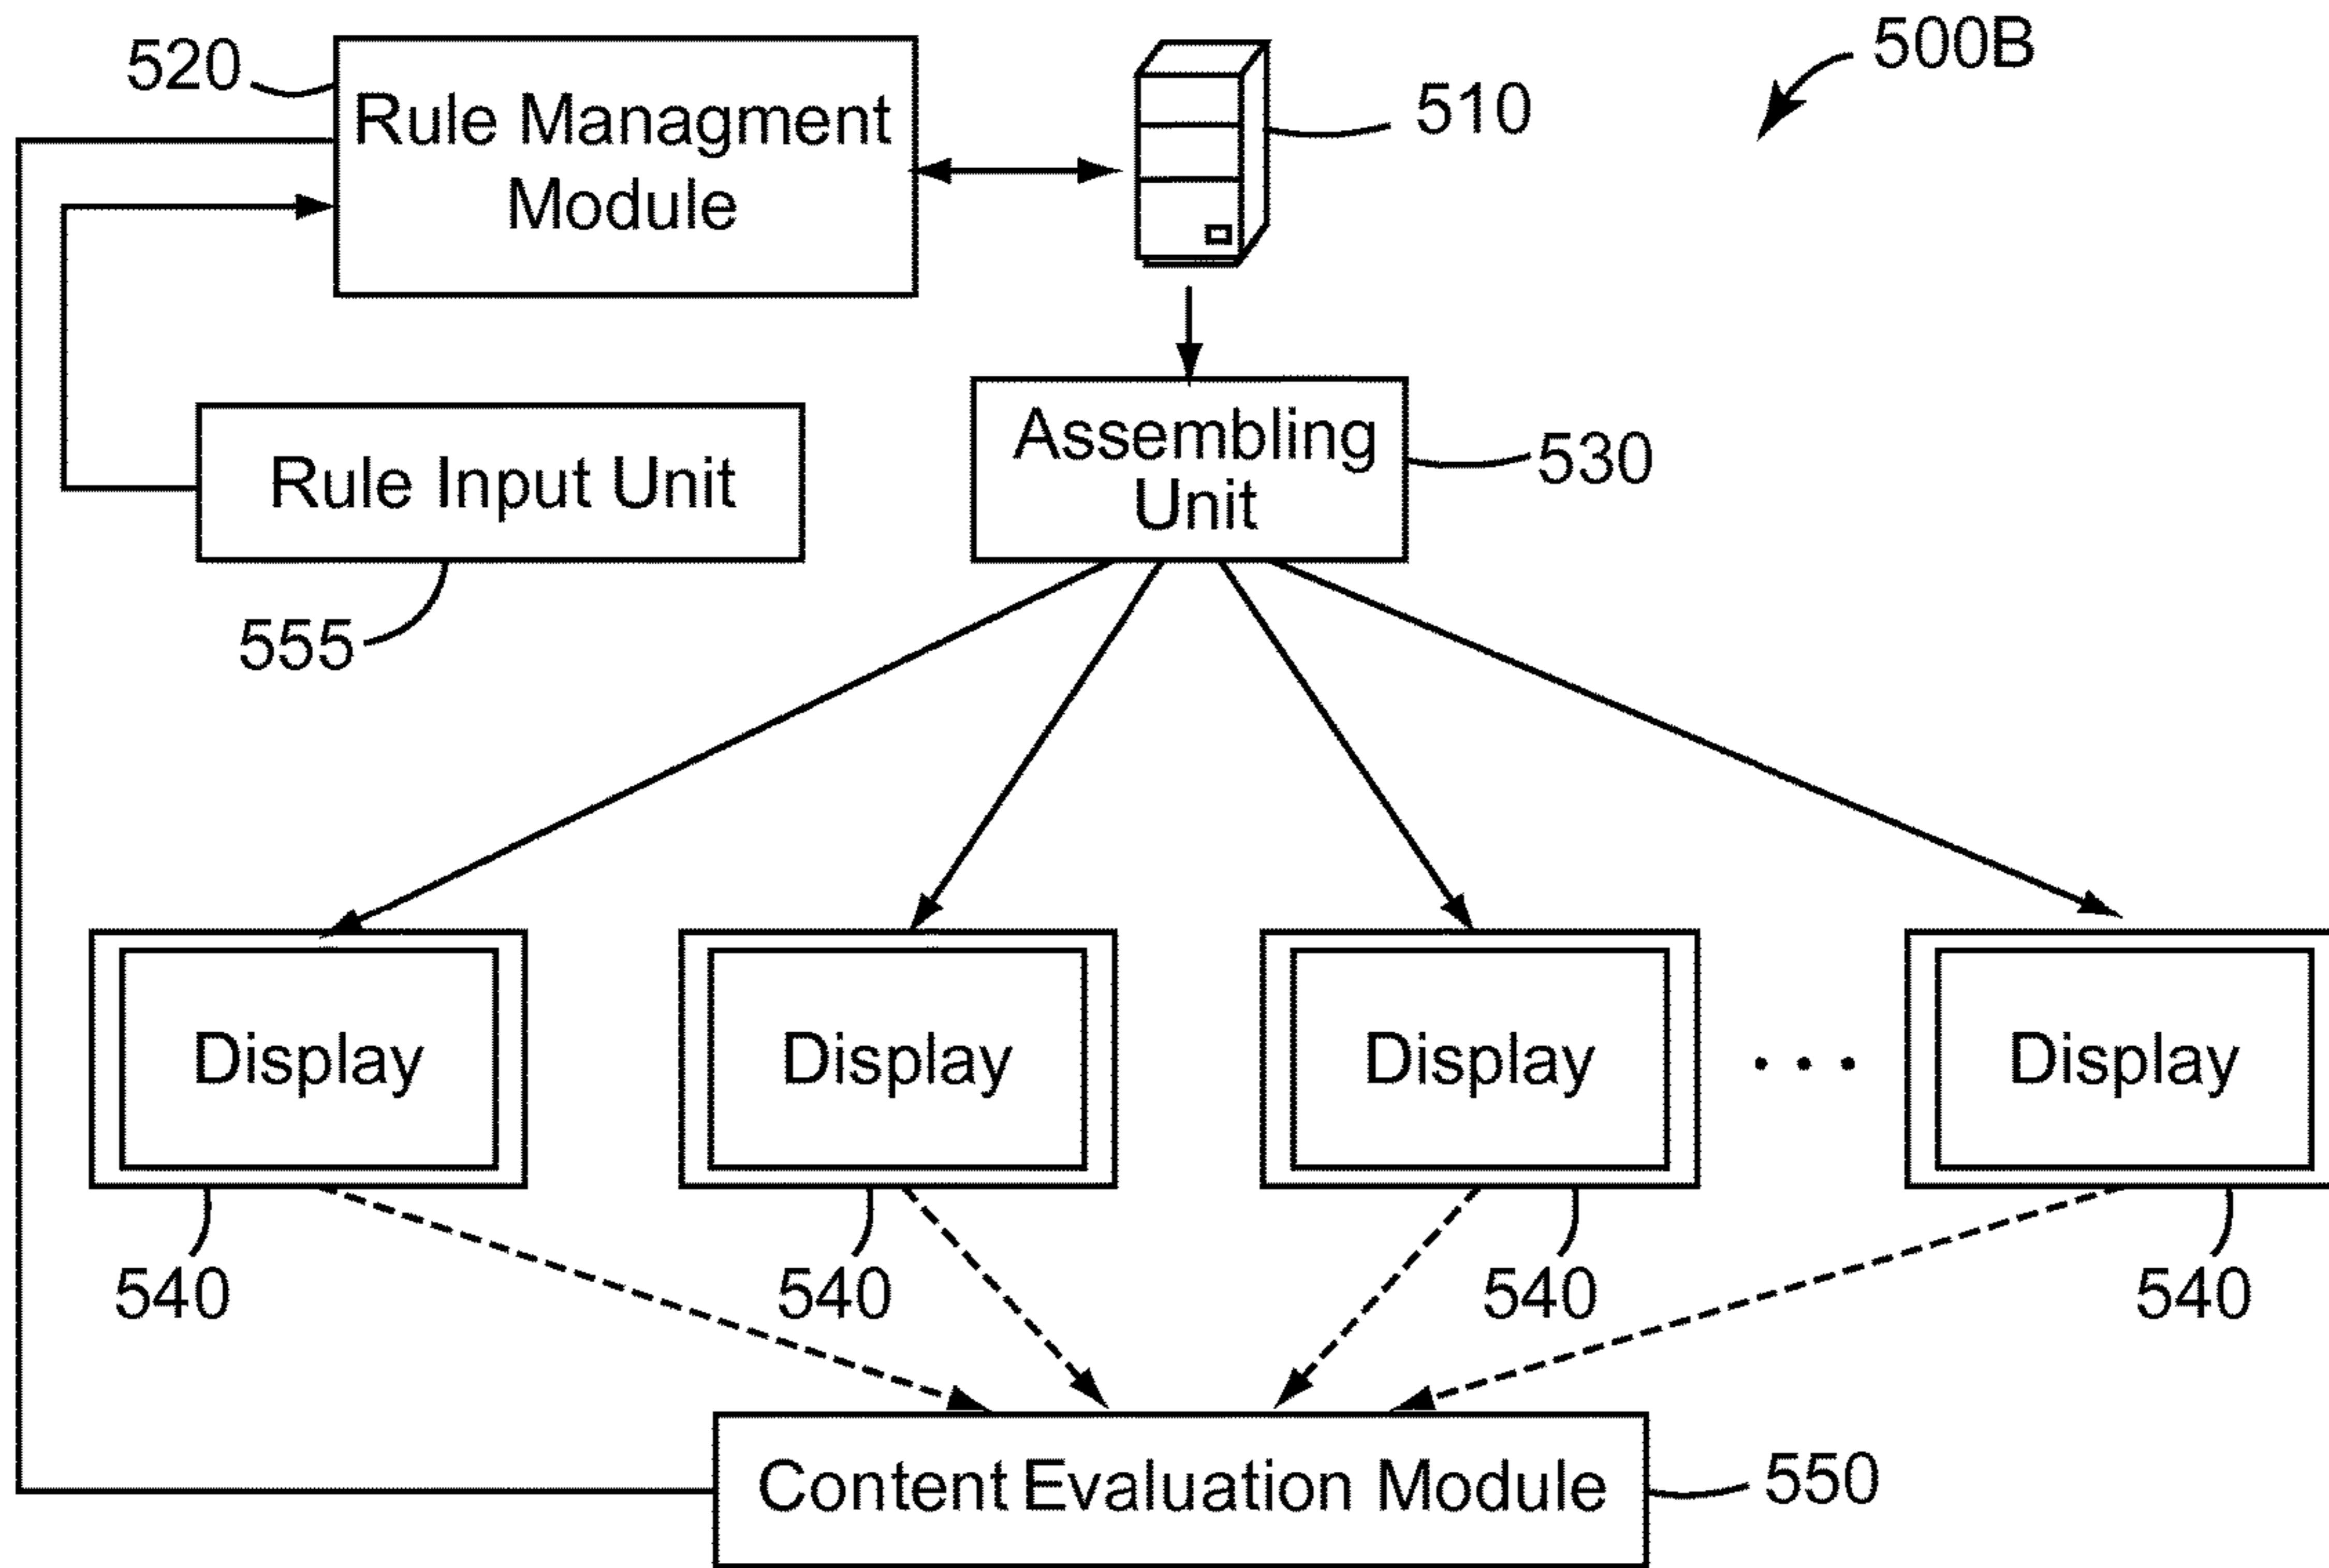 500B
520
Rule Managment
Module
510
Assembling
Unit
530
Rule Input Unit
555
Display
Display
Display
. . .
Display
540
540
540
540
Content Evaluation Module
550